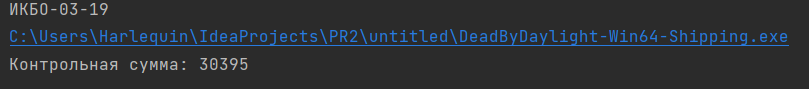 ИКБО-03-19
C:\Users\Harlequin\IdeaProjects\PR2\untitled\DeadByDaylight-Win64-Shipping.exe
Контрольная сумма: 30395